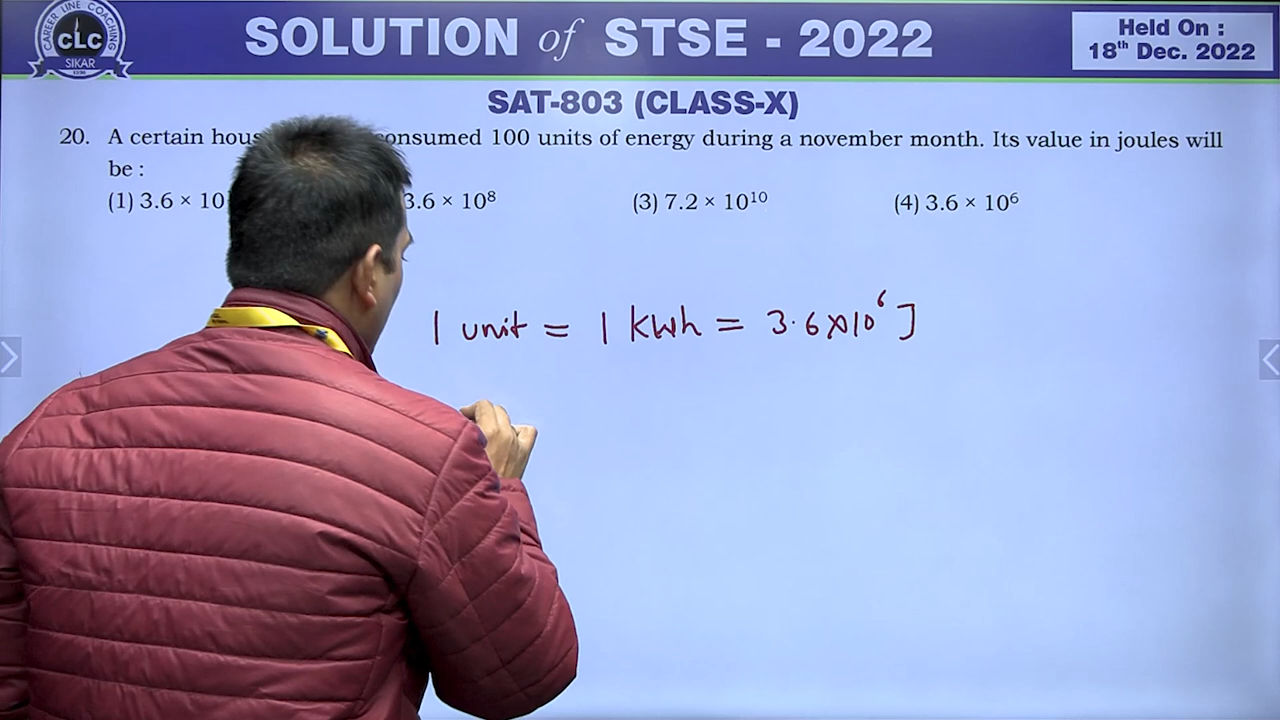 CAREER LINE COACHING
CLC
SIKAR
SOLUTION of STSE - 2022
Held On :
18th Dec. 2022
SAT-803 (CLASS-X)
20. A certain consumed 100 units of energy during a november month. Its value in joules will
be :
(1) 3.6 × 10 3.6 × 10⁸ (3) 7.2 × 10¹⁰ (4) 3.6 × 10⁶
1 unit = 1 kwh = 3.6×10⁶ J